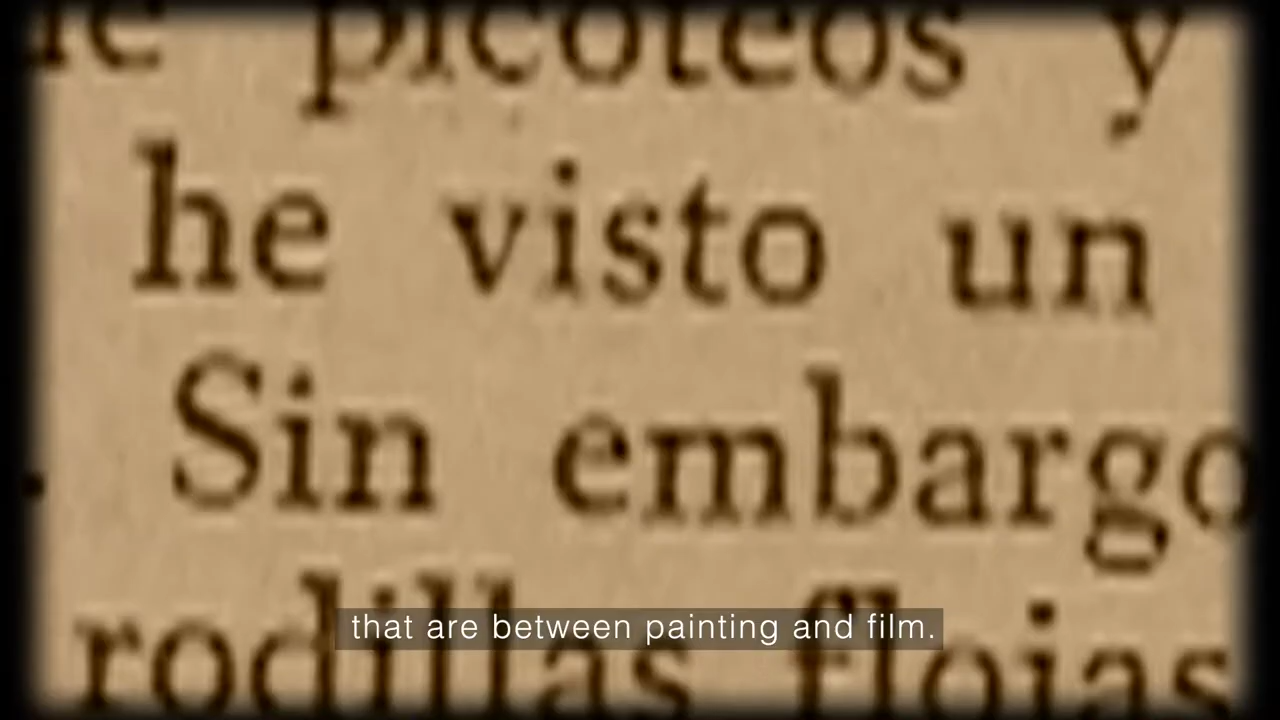 picoteos y
he visto un
. Sin embargo
rodillas flojas
that are between painting and film.